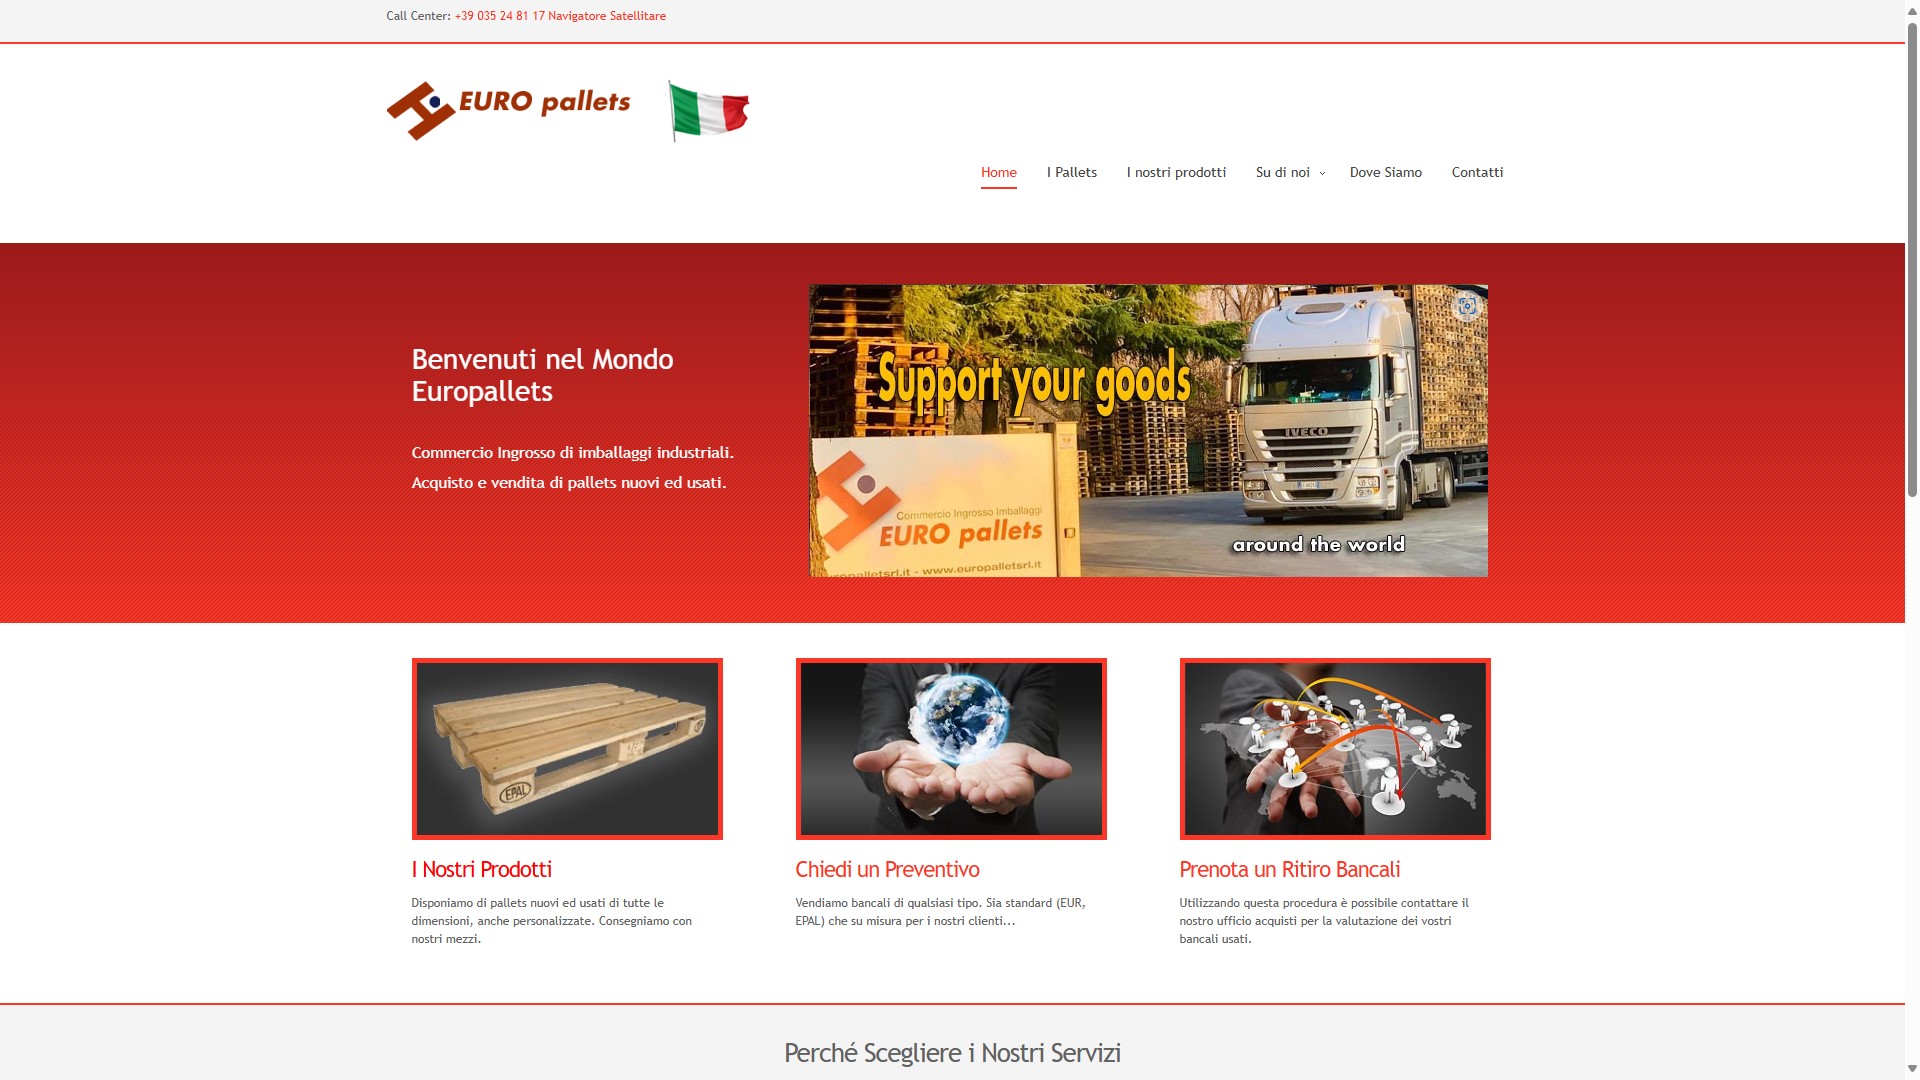 Call Center: +39 035 24 81 17 Navigatore Satellitare
EURO pallets
Home I Pallets I nostri prodotti Su di noi Dove Siamo Contatti
Benvenuti nel Mondo
Europallets
Commercio Ingrosso di imballaggi industriali.
Acquisto e vendita di pallets nuovi ed usati.
Support your goods
IVECO
Commercio Ingrosso Imballaggi
EURO pallets
ropalletsrl.it - www.europalletsrl.it
around the world
EPAL
I Nostri Prodotti
Disponiamo di pallets nuovi ed usati di tutte le
dimensioni, anche personalizzate. Consegniamo con
nostri mezzi.
Chiedi un Preventivo
Vendiamo bancali di qualsiasi tipo. Sia standard (EUR,
EPAL) che su misura per i nostri clienti...
Prenota un Ritiro Bancali
Utilizzando questa procedura è possibile contattare il
nostro ufficio acquisti per la valutazione dei vostri
bancali usati.
Perché Scegliere i Nostri Servizi